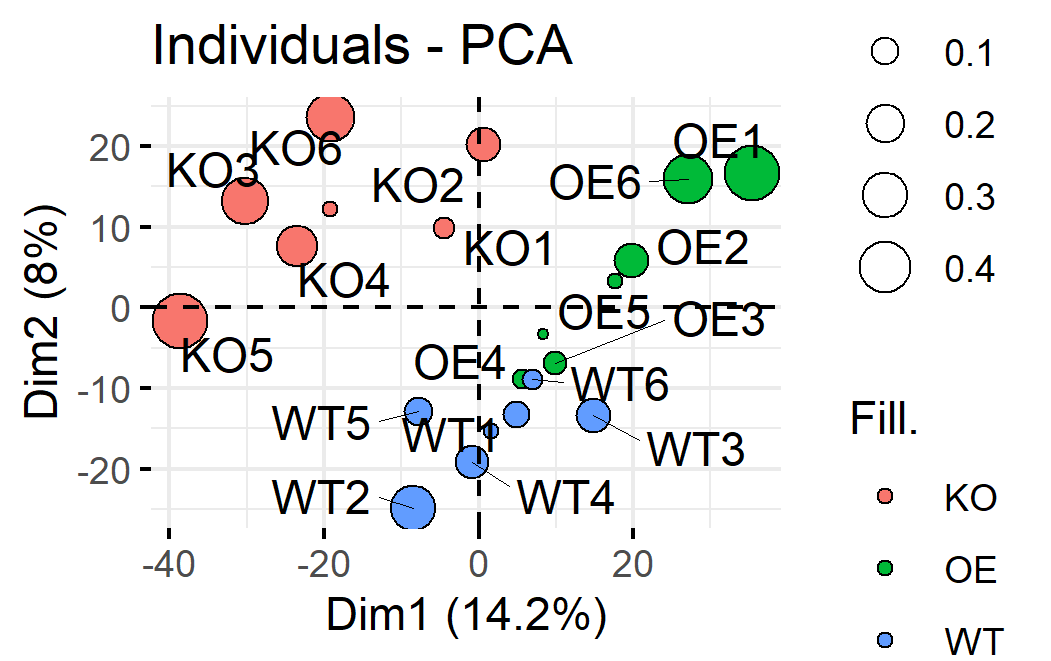 Individuals - PCA
Dim2 (8%)
20
10
0
-10
-20
KO6
KO3
KO2
KO1
KO4
KO5
OE1
OE6
OE2
OE5
OE3
OE4
WT6
WT5
WT1
WT3
WT2
WT4
-40
-20
0
20
Dim1 (14.2%)
0.1
0.2
0.3
0.4
Fill.
KO
OE
WT